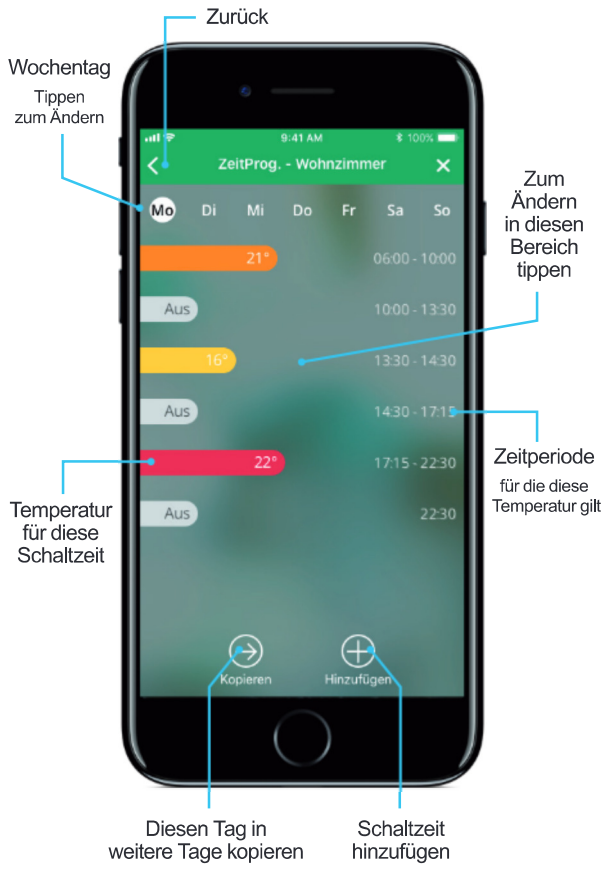 Zurück
Wochentag
Tippen
zum Ändern
9:41 AM
100%
ZeitProg. - Wohnzimmer
Mo Di Mi Do Fr Sa So
21° 06:00 - 10:00
Aus 10:00 - 13:30
16° 13:30 - 14:30
Aus 14:30 - 17:15
22° 17:15 - 22:30
Aus 22:30
Zum
Ändern
in diesen
Bereich
tippen
Zeitperiode
für die diese
Temperatur gilt
Temperatur
für diese
Schaltzeit
Kopieren
Hinzufügen
Diesen Tag in
weitere Tage kopieren
Schaltzeit
hinzufügen